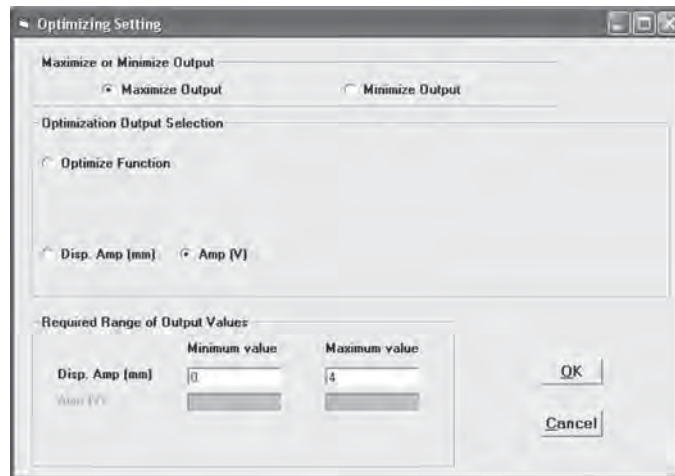 Optimizing Setting
Maximize or Minimize Output
Maximize Output Minimize Output
Optimization Output Selection
Optimize Function
Disp. Amp (mm) Amp (V)
Required Range of Output Values
Minimum value Maximum value
Disp. Amp (mm) 0 4
Amp (V)
OK
Cancel